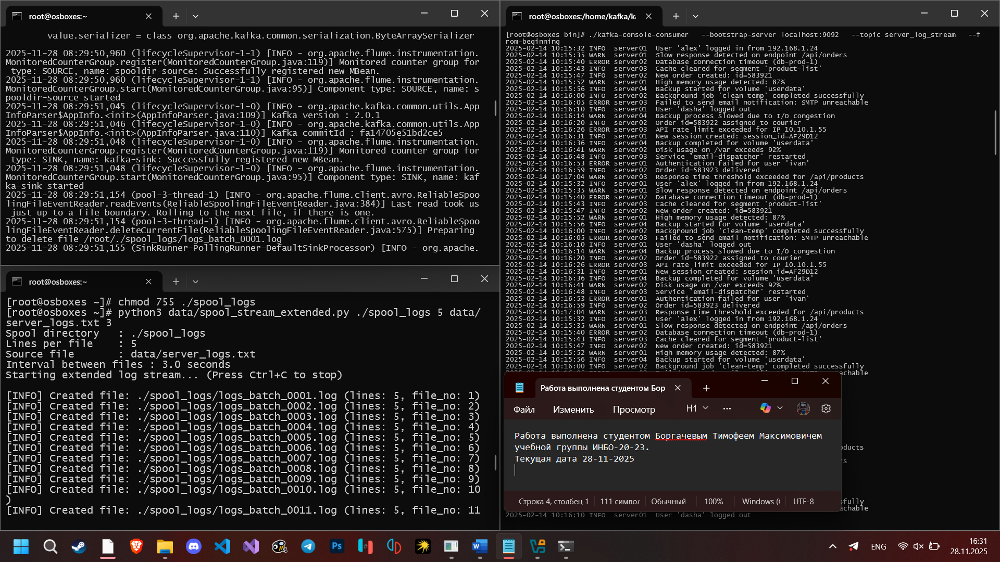 root@osboxes:~
value.serializer = class org.apache.kafka.common.serialization.ByteArraySerializer
2025-11-28 08:29:50,960 (lifecycleSupervisor-1-1) [INFO - org.apache.flume.instrumentation.
MonitoredCounterGroup.register(MonitoredCounterGroup.java:119)] Monitored counter group for
type: SOURCE, name: spooldir-source: Successfully registered new MBean.
2025-11-28 08:29:50,960 (lifecycleSupervisor-1-1) [INFO - org.apache.flume.instrumentation.
MonitoredCounterGroup.start(MonitoredCounterGroup.java:95)] Component type: SOURCE, name: s
pooldir-source started
2025-11-28 08:29:51,045 (lifecycleSupervisor-1-0) [INFO - org.apache.kafka.common.utils.App
InfoParser$AppInfo.<init>(AppInfoParser.java:109)] Kafka version : 2.0.1
2025-11-28 08:29:51,046 (lifecycleSupervisor-1-0) [INFO - org.apache.kafka.common.utils.App
InfoParser$AppInfo.<init>(AppInfoParser.java:110)] Kafka commitId : fa14705e51bd2ce5
2025-11-28 08:29:51,048 (lifecycleSupervisor-1-0) [INFO - org.apache.flume.instrumentation.
MonitoredCounterGroup.register(MonitoredCounterGroup.java:119)] Monitored counter group for
type: SINK, name: kafka-sink: Successfully registered new MBean.
2025-11-28 08:29:51,048 (lifecycleSupervisor-1-0) [INFO - org.apache.flume.instrumentation.
MonitoredCounterGroup.start(MonitoredCounterGroup.java:95)] Component type: SINK, name: kaf
ka-sink started
2025-11-28 08:29:51,154 (pool-3-thread-1) [INFO - org.apache.flume.client.avro.ReliableSpoo
lingFileEventReader.readEvents(ReliableSpoolingFileEventReader.java:384)] Last read took us
just up to a file boundary. Rolling to the next file, if there is one.
2025-11-28 08:29:51,154 (pool-3-thread-1) [INFO - org.apache.flume.client.avro.ReliableSpoo
lingFileEventReader.deleteCurrentFile(ReliableSpoolingFileEventReader.java:575)] Preparing
to delete file /root/./spool_logs/logs_batch_0001.log
2025-11-28 08:29:51,155 (SinkRunner-PollingRunner-DefaultSinkProcessor) [INFO - org.apache.
root@osboxes:~
[root@osboxes ~]# chmod 755 ./spool_logs
[root@osboxes ~]# python3 data/spool_stream_extended.py ./spool_logs 5 data/
server_logs.txt 3
Spool directory   : ./spool_logs
Lines per file    : 5
Source file       : data/server_logs.txt
Interval between files : 3.0 seconds
Starting extended log stream... (Press Ctrl+C to stop)
[INFO] Created file: ./spool_logs/logs_batch_0001.log (lines: 5, file_no: 1)
[INFO] Created file: ./spool_logs/logs_batch_0002.log (lines: 5, file_no: 2)
[INFO] Created file: ./spool_logs/logs_batch_0003.log (lines: 5, file_no: 3)
[INFO] Created file: ./spool_logs/logs_batch_0004.log (lines: 5, file_no: 4)
[INFO] Created file: ./spool_logs/logs_batch_0005.log (lines: 5, file_no: 5)
[INFO] Created file: ./spool_logs/logs_batch_0006.log (lines: 5, file_no: 6)
[INFO] Created file: ./spool_logs/logs_batch_0007.log (lines: 5, file_no: 7)
[INFO] Created file: ./spool_logs/logs_batch_0008.log (lines: 5, file_no: 8)
[INFO] Created file: ./spool_logs/logs_batch_0009.log (lines: 5, file_no: 9)
[INFO] Created file: ./spool_logs/logs_batch_0010.log (lines: 5, file_no: 10
)
[INFO] Created file: ./spool_logs/logs_batch_0011.log (lines: 5, file_no: 11
root@osboxes:/home/kafka/ka
[root@osboxes bin]# ./kafka-console-consumer   --bootstrap-server localhost:9092   --topic server_log_stream   --f
rom-beginning
2025-02-14 10:15:32 INFO  server01  User 'alex' logged in from 192.168.1.24
2025-02-14 10:15:35 WARN  server01  Slow response detected on endpoint /api/orders
2025-02-14 10:15:40 ERROR server02  Database connection timeout (db-prod-1)
2025-02-14 10:15:43 INFO  server03  Cache cleared for segment 'product-list'
2025-02-14 10:15:47 INFO  server02  New order created: id=583921
2025-02-14 10:15:52 WARN  server01  High memory usage detected: 87%
2025-02-14 10:15:56 INFO  server04  Backup started for volume 'userdata'
2025-02-14 10:16:00 INFO  server02  Background job 'clean-temp' completed successfully
2025-02-14 10:16:05 ERROR server03  Failed to send email notification: SMTP unreachable
2025-02-14 10:16:10 INFO  server01  User 'dasha' logged out
2025-02-14 10:16:14 WARN  server04  Backup process slowed due to I/O congestion
2025-02-14 10:16:20 INFO  server02  Order id=583922 assigned to courier
2025-02-14 10:16:26 ERROR server03  API rate limit exceeded for IP 10.10.1.55
2025-02-14 10:16:31 INFO  server01  New session created: session_id=AF29D12
2025-02-14 10:16:36 INFO  server04  Backup completed for volume 'userdata'
2025-02-14 10:16:41 WARN  server02  Disk usage on /var exceeds 92%
2025-02-14 10:16:48 INFO  server03  Service 'email-dispatcher' restarted
2025-02-14 10:16:53 ERROR server01  Authentication failed for user 'ivan'
2025-02-14 10:16:59 INFO  server02  Order id=583923 delivered
2025-02-14 10:17:04 WARN  server03  Response time threshold exceeded for /api/products
2025-02-14 10:15:32 INFO  server01  User 'alex' logged in from 192.168.1.24
2025-02-14 10:15:35 WARN  server01  Slow response detected on endpoint /api/orders
2025-02-14 10:15:40 ERROR server02  Database connection timeout (db-prod-1)
2025-02-14 10:15:43 INFO  server03  Cache cleared for segment 'product-list'
2025-02-14 10:15:47 INFO  server02  New order created: id=583921
2025-02-14 10:15:52 WARN  server01  High memory usage detected: 87%
2025-02-14 10:15:56 INFO  server04  Backup started for volume 'userdata'
2025-02-14 10:16:00 INFO  server02  Background job 'clean-temp' completed successfully
2025-02-14 10:16:05 ERROR server03  Failed to send email notification: SMTP unreachable
2025-02-14 10:16:10 INFO  server01  User 'dasha' logged out
2025-02-14 10:16:14 WARN  server04  Backup process slowed due to I/O congestion
2025-02-14 10:16:20 INFO  server02  Order id=583922 assigned to courier
2025-02-14 10:16:26 ERROR server03  API rate limit exceeded for IP 10.10.1.55
2025-02-14 10:16:31 INFO  server01  New session created: session_id=AF29D12
2025-02-14 10:16:36 INFO  server04  Backup completed for volume 'userdata'
2025-02-14 10:16:41 WARN  server02  Disk usage on /var exceeds 92%
2025-02-14 10:16:48 INFO  server03  Service 'email-dispatcher' restarted
2025-02-14 10:16:53 ERROR server01  Authentication failed for user 'ivan'
2025-02-14 10:16:59 INFO  server02  Order id=583923 delivered
2025-02-14 10:17:04 WARN  server03  Response time threshold exceeded for /api/products
2025-02-14 10:15:32 INFO  server01  User 'alex' logged in from 192.168.1.24
2025-02-14 10:15:35 WARN  server01  Slow response detected on endpoint /api/orders
2025-02-14 10:15:40 ERROR server02  Database connection timeout (db-prod-1)
2025-02-14 10:15:43 INFO  server03  Cache cleared for segment 'product-list'
2025-02-14 10:15:47 INFO  server02  New order created: id=583921
2025-02-14 10:15:52 WARN  server01  High memory usage detected: 87%
2025-02-14 10:15:56 INFO  server04  Backup started for volume 'userdata'
2025-02-14 10:16:00 INFO  server02  Background job 'clean-temp' completed successfully
achable
oducts
rs
sfully
achable
2025-02-14 10:16:10 INFO  server01  User 'dasha' logged out
Работа выполнена студентом Бор
Файл Изменить Просмотр H1 ...
Работа выполнена студентом Боргачевым Тимофеем Максимовичем
учебной группы ИНБО-20-23.
Текущая дата 28-11-2025
Строка 4, столбец 1 111 символ Обычный 100% Windows ( UTF-8
Ps
W
ENG
16:31
28.11.2025